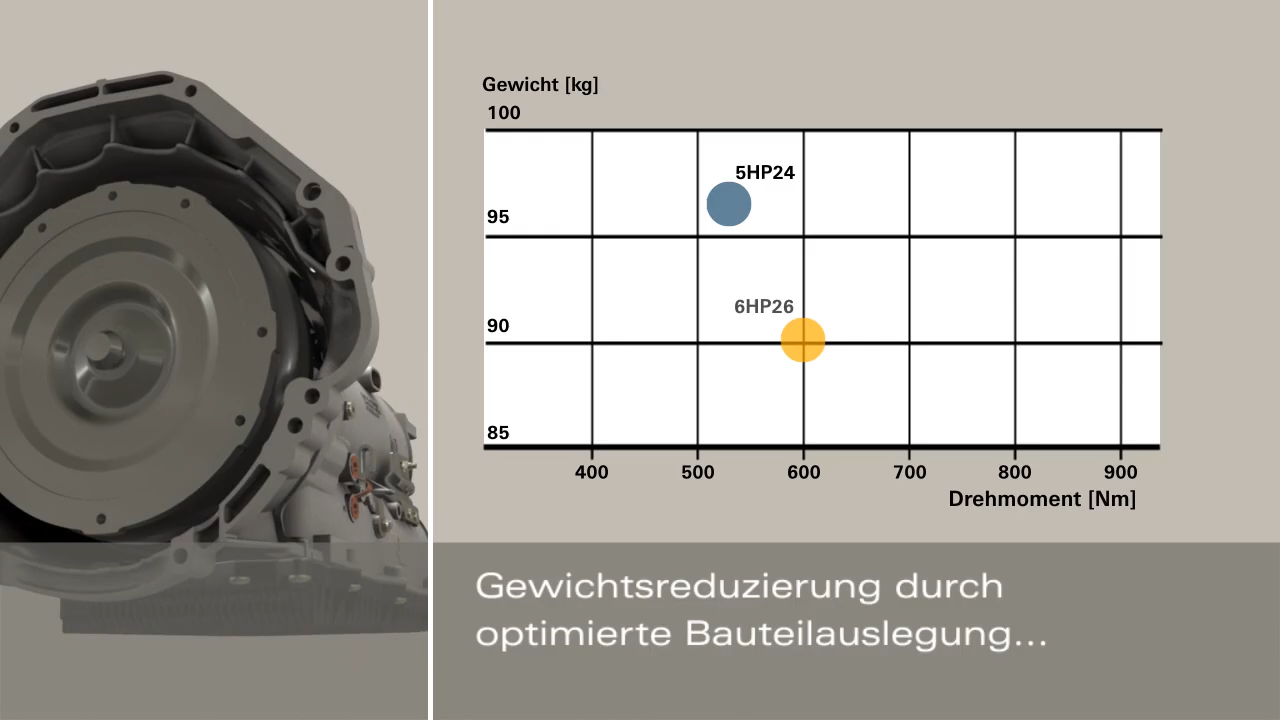 Gewicht [kg]
100
5HP24
95
6HP26
90
85
400 500 600 700 800 900
Drehmoment [Nm]
Gewichtsreduzierung durch
optimierte Bauteilauslegung...